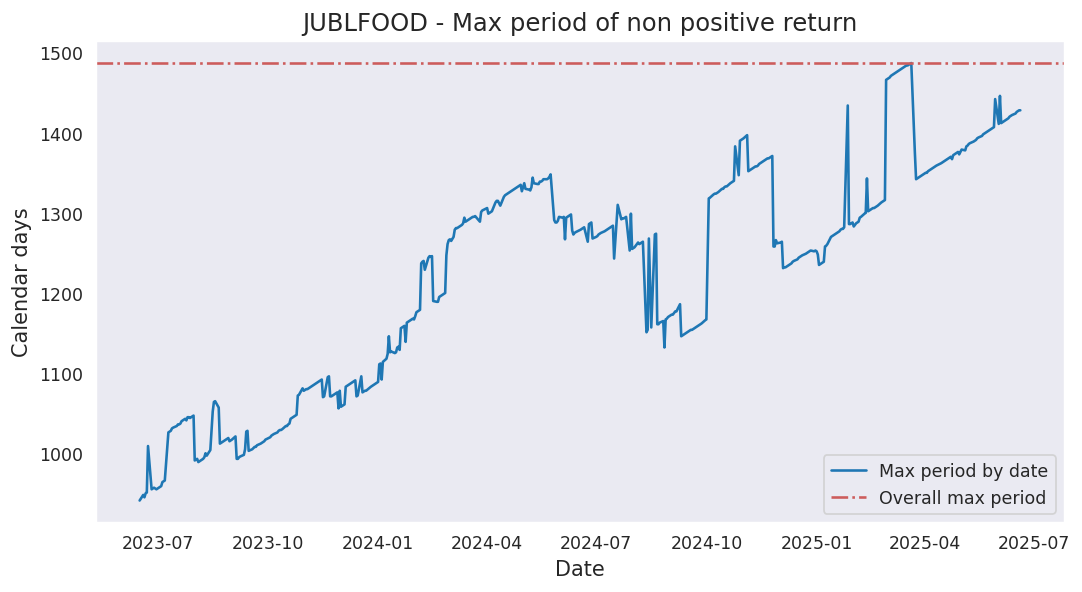 JUBLFOOD - Max period of non positive return
Calendar days
1500
1400
1300
1200
1100
1000
2023-07 2023-10 2024-01 2024-04 2024-07 2024-10 2025-01 2025-04 2025-07
Date
Max period by date
Overall max period